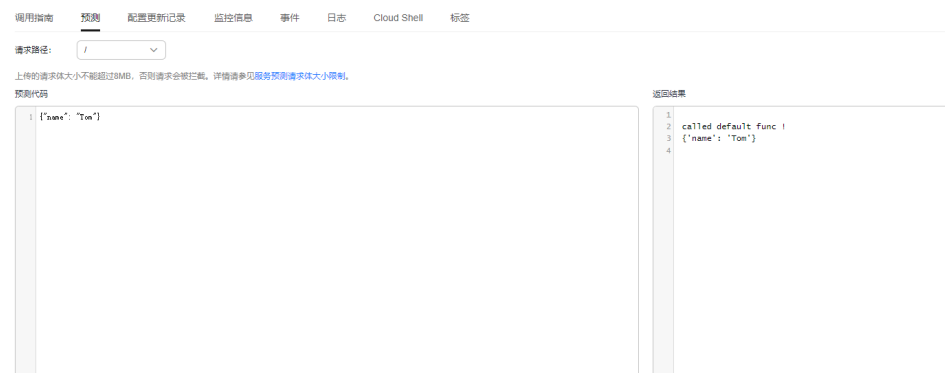 调用指南 预测 配置更新记录 监控信息 事件 日志 Cloud Shell 标签
请求路径： /
上传的请求体大小不能超过8MB，否则请求会被拦截。详情请参见服务预测请求体大小限制。
预测代码 返回结果
1 {"name": "Tom"}
1
2 called default func !
3 {'name': 'Tom'}
4